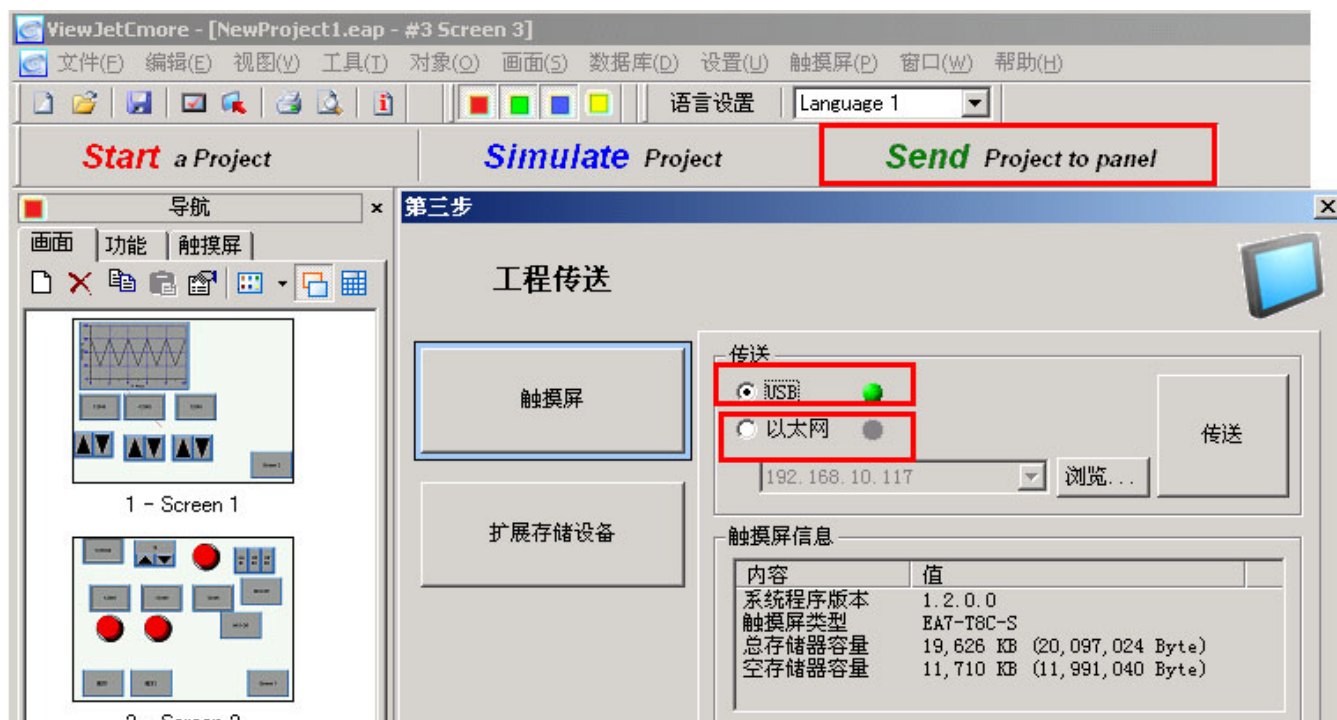 ViewJetCmore - [NewProject1.eap - #3 Screen 3]
文件(F) 编辑(E) 视图(V) 工具(T) 对象(O) 画面(S) 数据库(D) 设置(U) 触摸屏(P) 窗口(W) 帮助(H)
语言设置 Language 1
Start a Project Simulate Project Send Project to panel
导航
画面 功能 触摸屏
1 - Screen 1
2 - Screen 2
第三步
工程传送
触摸屏
扩展存储设备
传送
USB
以太网
192.168.10.117 浏览...
传送
触摸屏信息
内容 值
系统程序版本 1.2.0.0
触摸屏类型 EA7-T8C-S
总存储器容量 19,626 KB (20,097,024 Byte)
空存储器容量 11,710 KB (11,991,040 Byte)